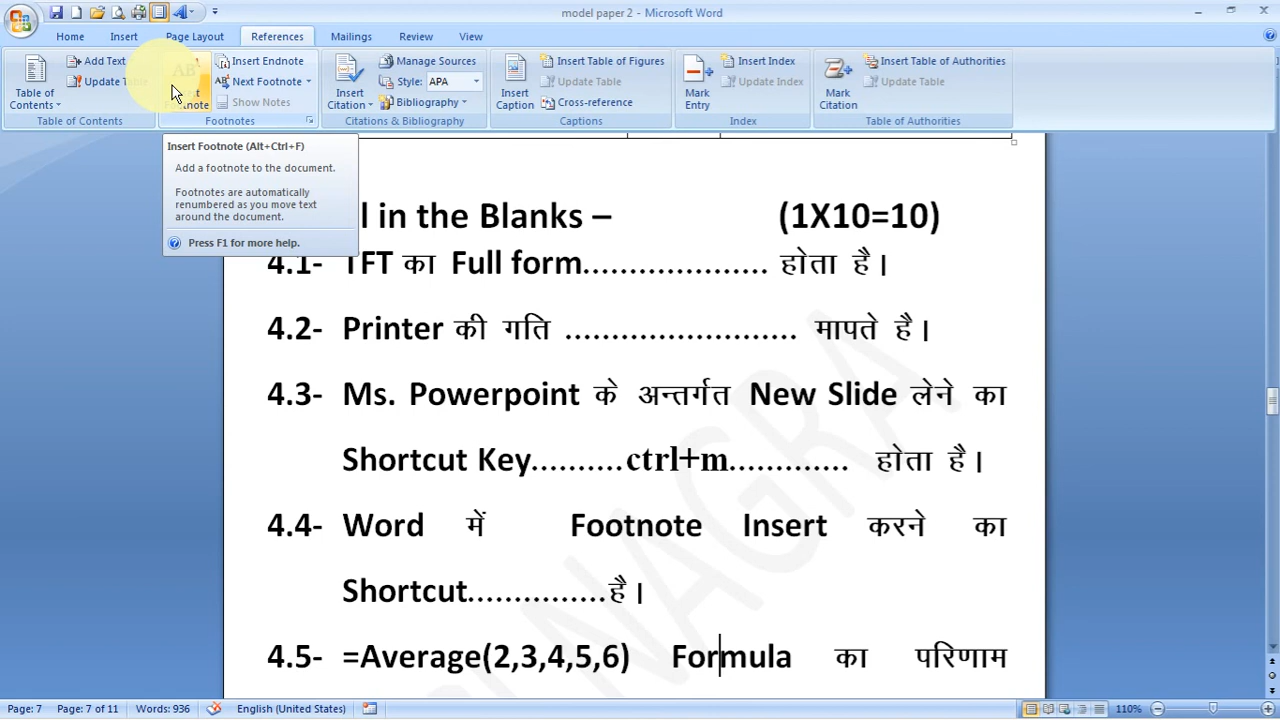 model paper 2 - Microsoft Word
Home Insert Page Layout References Mailings Review View
Table of Contents
Add Text
Update Table
Table of Contents
Insert Endnote
Next Footnote
Show Notes
Footnotes
Insert Citation
Manage Sources
Style: APA
Bibliography
Citations & Bibliography
Insert Caption
Insert Table of Figures
Update Table
Cross-reference
Captions
Mark Entry
Insert Index
Update Index
Index
Mark Citation
Insert Table of Authorities
Update Table
Table of Authorities
Insert Footnote (Alt+Ctrl+F)
Add a footnote to the document.
Footnotes are automatically
renumbered as you move text
around the document.
Press F1 for more help.
l in the Blanks – (1X10=10)
4.1- TFT का Full form..................... होता है।
4.2- Printer की गति ......................... मापते है।
4.3- Ms. Powerpoint के अन्तर्गत New Slide लेने का
Shortcut Key..........ctrl+m............. होता है।
4.4- Word में Footnote Insert करने का
Shortcut...............है।
4.5- =Average(2,3,4,5,6) Formula का परिणाम
NAGRA
Page: 7 Page: 7 of 11 Words: 936 English (United States) 110%